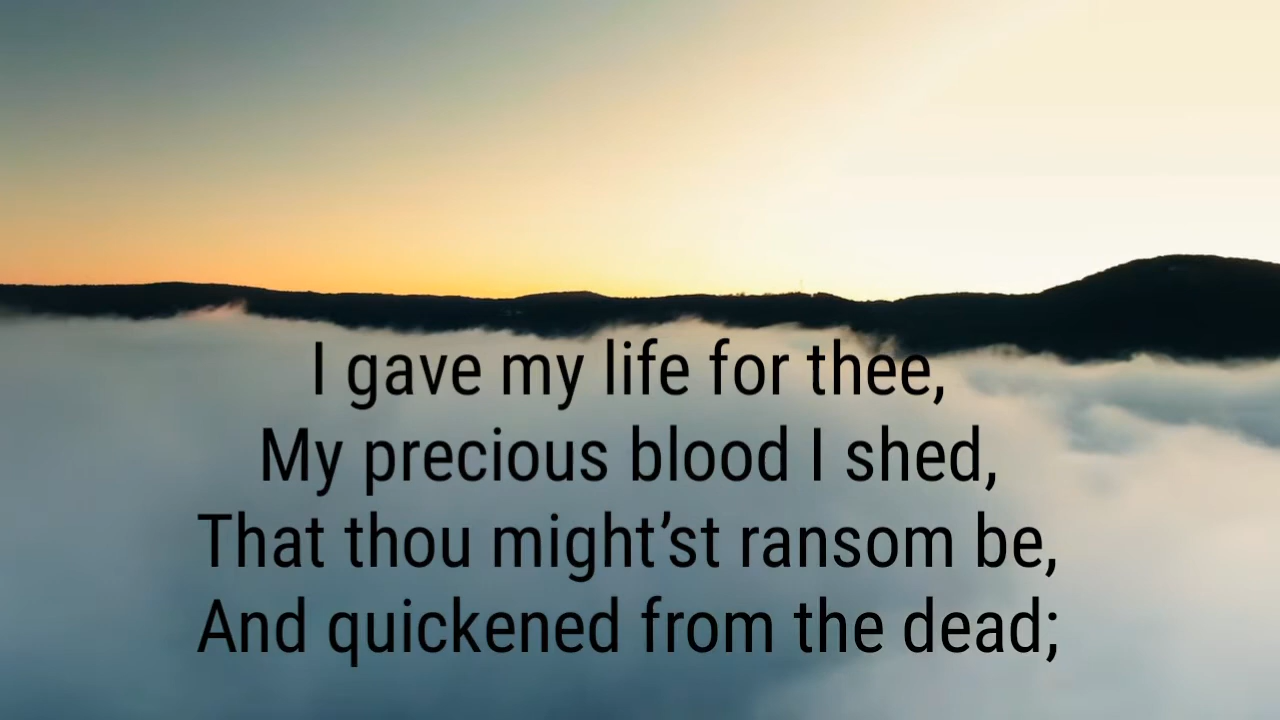 I gave my life for thee,
My precious blood I shed,
That thou might’st ransom be,
And quickened from the dead;